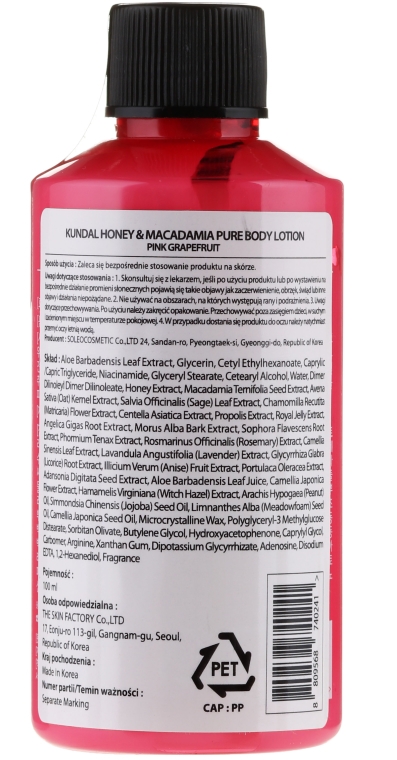 KUNDAL HONEY & MACADAMIA PURE BODY LOTION
PINK GRAPEFRUIT
Sposób użycia : Zaleca się bezpośrednie stosowanie produktu na skórze.
Uwagi dotyczące stosowania : 1. Skonsultuj się z lekarzem, jeśli po użyciu produktu lub po wystawieniu na
bezpośrednie działanie promieni słonecznych pojawią się takie objawy jak zaczerwienienie, obrzęk, świąd lub inne
objawy i działania niepożądane. 2. Nie używać na obszarach, na których występują rany i podrażnienia. 3. Uwagi
dotyczące przechowywania. Po użyciu należy zakręcić opakowanie. Przechowywać poza zasięgiem dzieci, w suchym i
zaciemnionym miejscu w temperaturze pokojowej. 4. W przypadku dostania się produktu do oczu należy natychmiast
przemyć oczy letnią wodą.
Producent : SOLEOCOSMETIC Co.,LTD 24, Sandan-ro, Pyeongtaek-si, Gyeonggi-do, Republic of Korea
Skład : Aloe Barbadensis Leaf Extract, Glycerin, Cetyl Ethylhexanoate, Caprylic
/Capric Triglyceride, Niacinamide, Glyceryl Stearate, Cetearyl Alcohol, Water, Dimer
Dilinoleyl Dimer Dilinoleate, Honey Extract, Macadamia Ternifolia Seed Extract, Avena
Sativa (Oat) Kernel Extract, Salvia Officinalis (Sage) Leaf Extract, Chamomilla Recutita
(Matricaria) Flower Extract, Centella Asiatica Extract, Propolis Extract, Royal Jelly Extract,
Angelica Gigas Root Extract, Morus Alba Bark Extract, Sophora Flavescens Root
Extract, Phormium Tenax Extract, Rosmarinus Officinalis (Rosemary) Extract, Camellia
Sinensis Leaf Extract, Lavandula Angustifolia (Lavender) Extract, Glycyrrhiza Glabra
(Licorice) Root Extract, Illicium Verum (Anise) Fruit Extract, Portulaca Oleracea Extract,
Adansonia Digitata Seed Extract, Aloe Barbadensis Leaf Juice, Camellia Japonica
Flower Extract, Hamamelis Virginiana (Witch Hazel) Extract, Arachis Hypogaea (Peanut)
Oil, Simmondsia Chinensis (Jojoba) Seed Oil, Limnanthes Alba (Meadowfoam) Seed
Oil, Camellia Japonica Seed Oil, Microcrystalline Wax, Polyglyceryl-3 Methylglucose
Distearate, Sorbitan Olivate, Butylene Glycol, Hydroxyacetophenone, Caprylyl Glycol,
Carbomer, Arginine, Xanthan Gum, Dipotassium Glycyrrhizate, Adenosine, Disodium
EDTA, 1,2-Hexanediol, Fragrance
Pojemność :
100 ml
Osoba odpowiedzialna :
THE SKIN FACTORY Co.,LTD
17, Eonju-ro 113-gil, Gangnam-gu, Seoul,
Republic of Korea
Kraj pochodzenia :
Made in Korea
Numer partii/Termin ważności :
Separate Marking
PET
CAP : PP
8 809568 740241 >